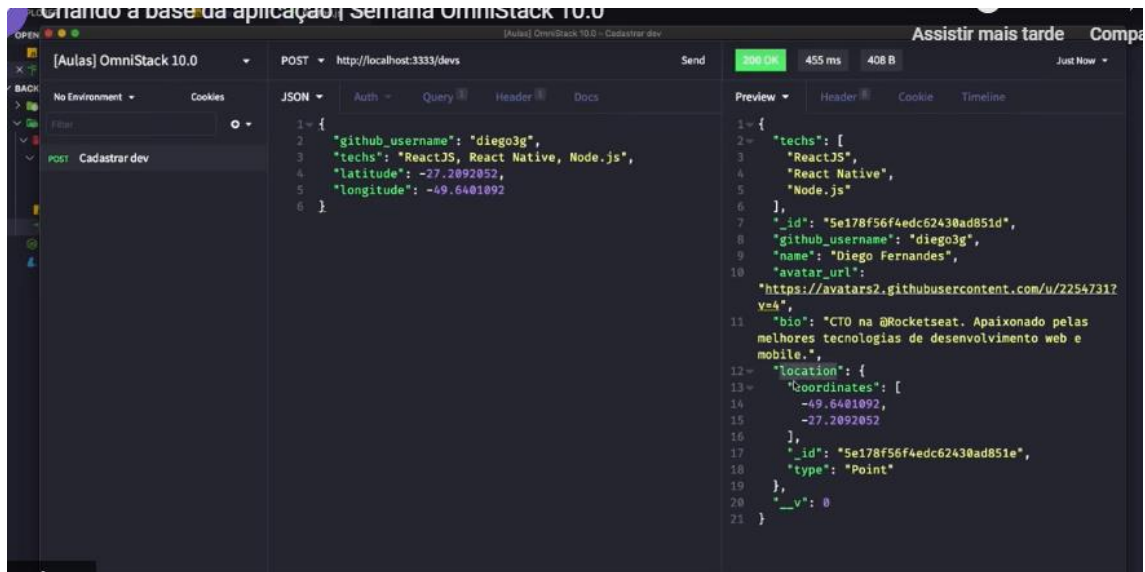 Criando a base da aplicação | Semana OmniStack 10.0
OPEN
[Aulas] OmniStack 10.0 – Cadastrar dev
Assistir mais tarde
Compa
[Aulas] OmniStack 10.0
POST http://localhost:3333/devs Send
200 OK 455 ms 408 B Just Now
BACK
No Environment Cookies
JSON Auth Query 1 Header 1 Docs
Preview Header Cookie Timeline
Filter
POST Cadastrar dev
1 {
2 "github_username": "diego3g",
3 "techs": "ReactJS, React Native, Node.js",
4 "latitude": -27.2092052,
5 "longitude": -49.6401092
6 }
1 {
2 "techs": [
3 "ReactJS",
4 "React Native",
5 "Node.js"
6 ],
7 "_id": "5e178f56f4edc62430ad851d",
8 "github_username": "diego3g",
9 "name": "Diego Fernandes",
10 "avatar_url":
"https://avatars2.githubusercontent.com/u/2254731?
v=4",
11 "bio": "CTO na @Rocketseat. Apaixonado pelas
melhores tecnologias de desenvolvimento web e
mobile.",
12 "location": {
13 "coordinates": [
14 -49.6401092,
15 -27.2092052
16 ],
17 "_id": "5e178f56f4edc62430ad851e",
18 "type": "Point"
19 },
20 "__v": 0
21 }